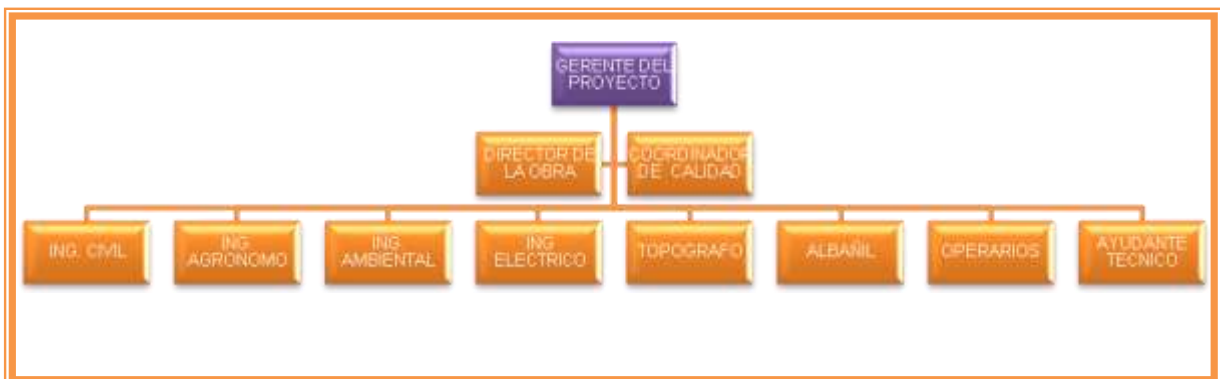 GERENTE DEL
PROYECTO
DIRECTOR DE
LA OBRA
COORDINADOR
DE CALIDAD
ING. CIVIL
ING
AGRONOMO
ING
AMBIENTAL
ING
ELECTRICO
TOPOGRAFO
ALBAÑIL
OPERARIOS
AYUDANTE
TECNICO